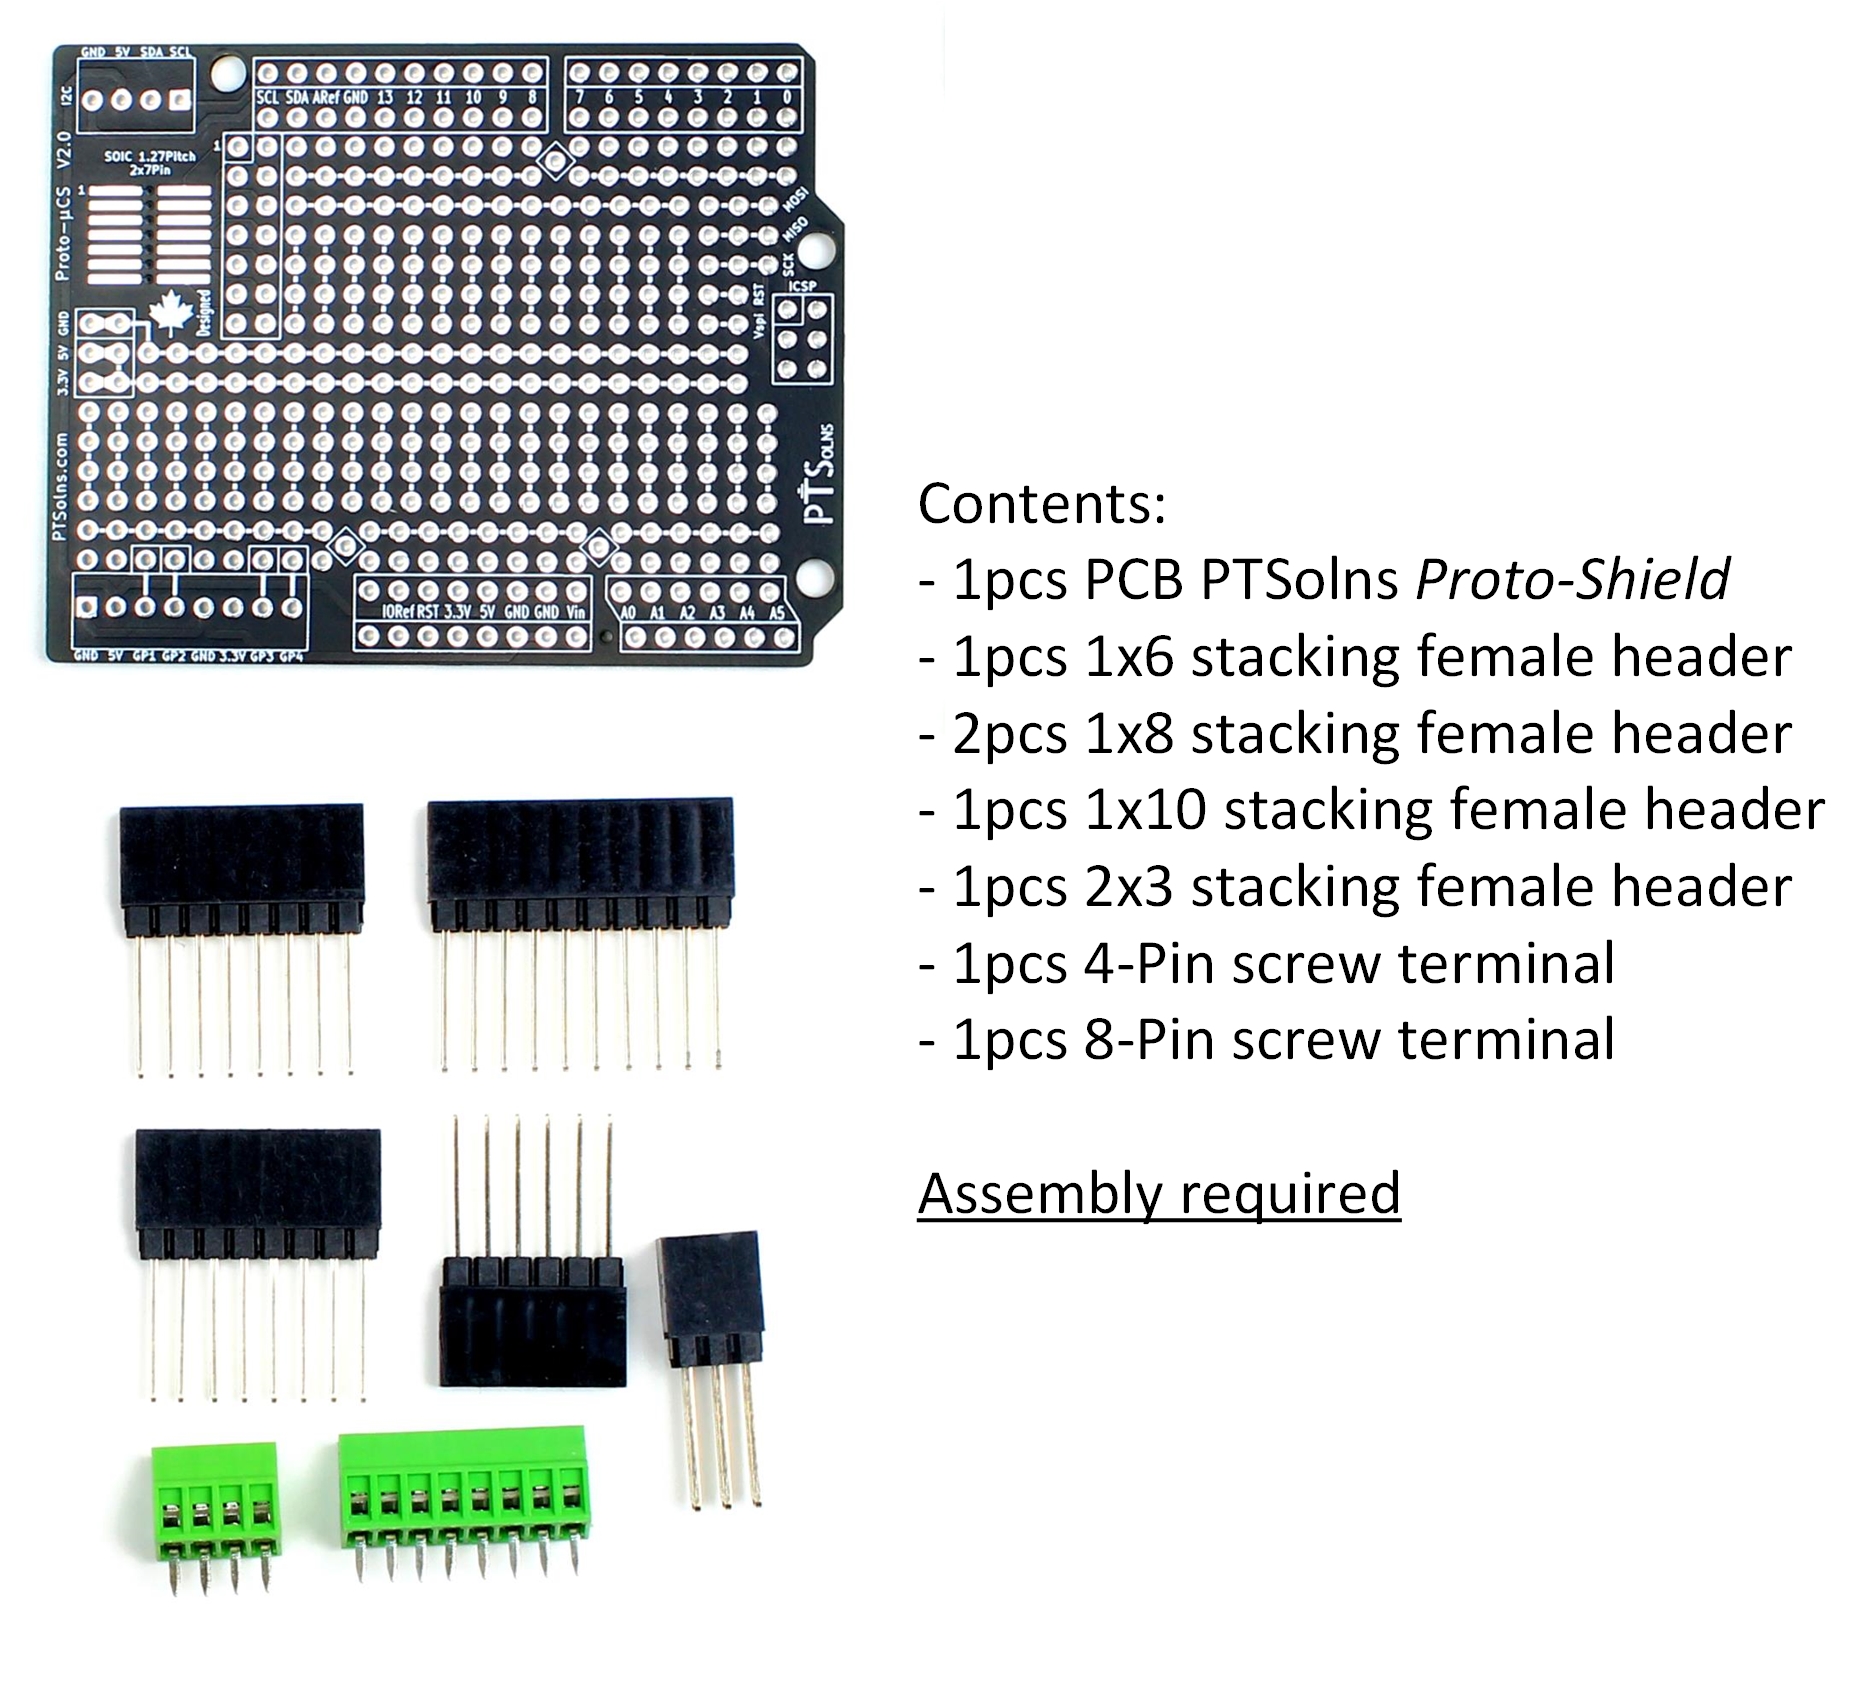 GND 5V SDA SCL
I2C
SCL SDA ARef GND 13 12 11 10 9 8
7 6 5 4 3 2 1 0
1
V2.0
Proto-µCS
SOIC 1.27Pitch
2x7Pin
1
Designed
MOSI
MISO
SCK
RST
Vspi
ICSP
GND
5V
3.3V
PTSolns.com
PTSOLNS
IORef RST 3.3V 5V GND GND Vin
A0 A1 A2 A3 A4 A5
GND 5V GP1 GP2 GND 3.3V GP3 GP4
Contents:
- 1pcs PCB PTSolns Proto-Shield
- 1pcs 1x6 stacking female header
- 2pcs 1x8 stacking female header
- 1pcs 1x10 stacking female header
- 1pcs 2x3 stacking female header
- 1pcs 4-Pin screw terminal
- 1pcs 8-Pin screw terminal
Assembly required